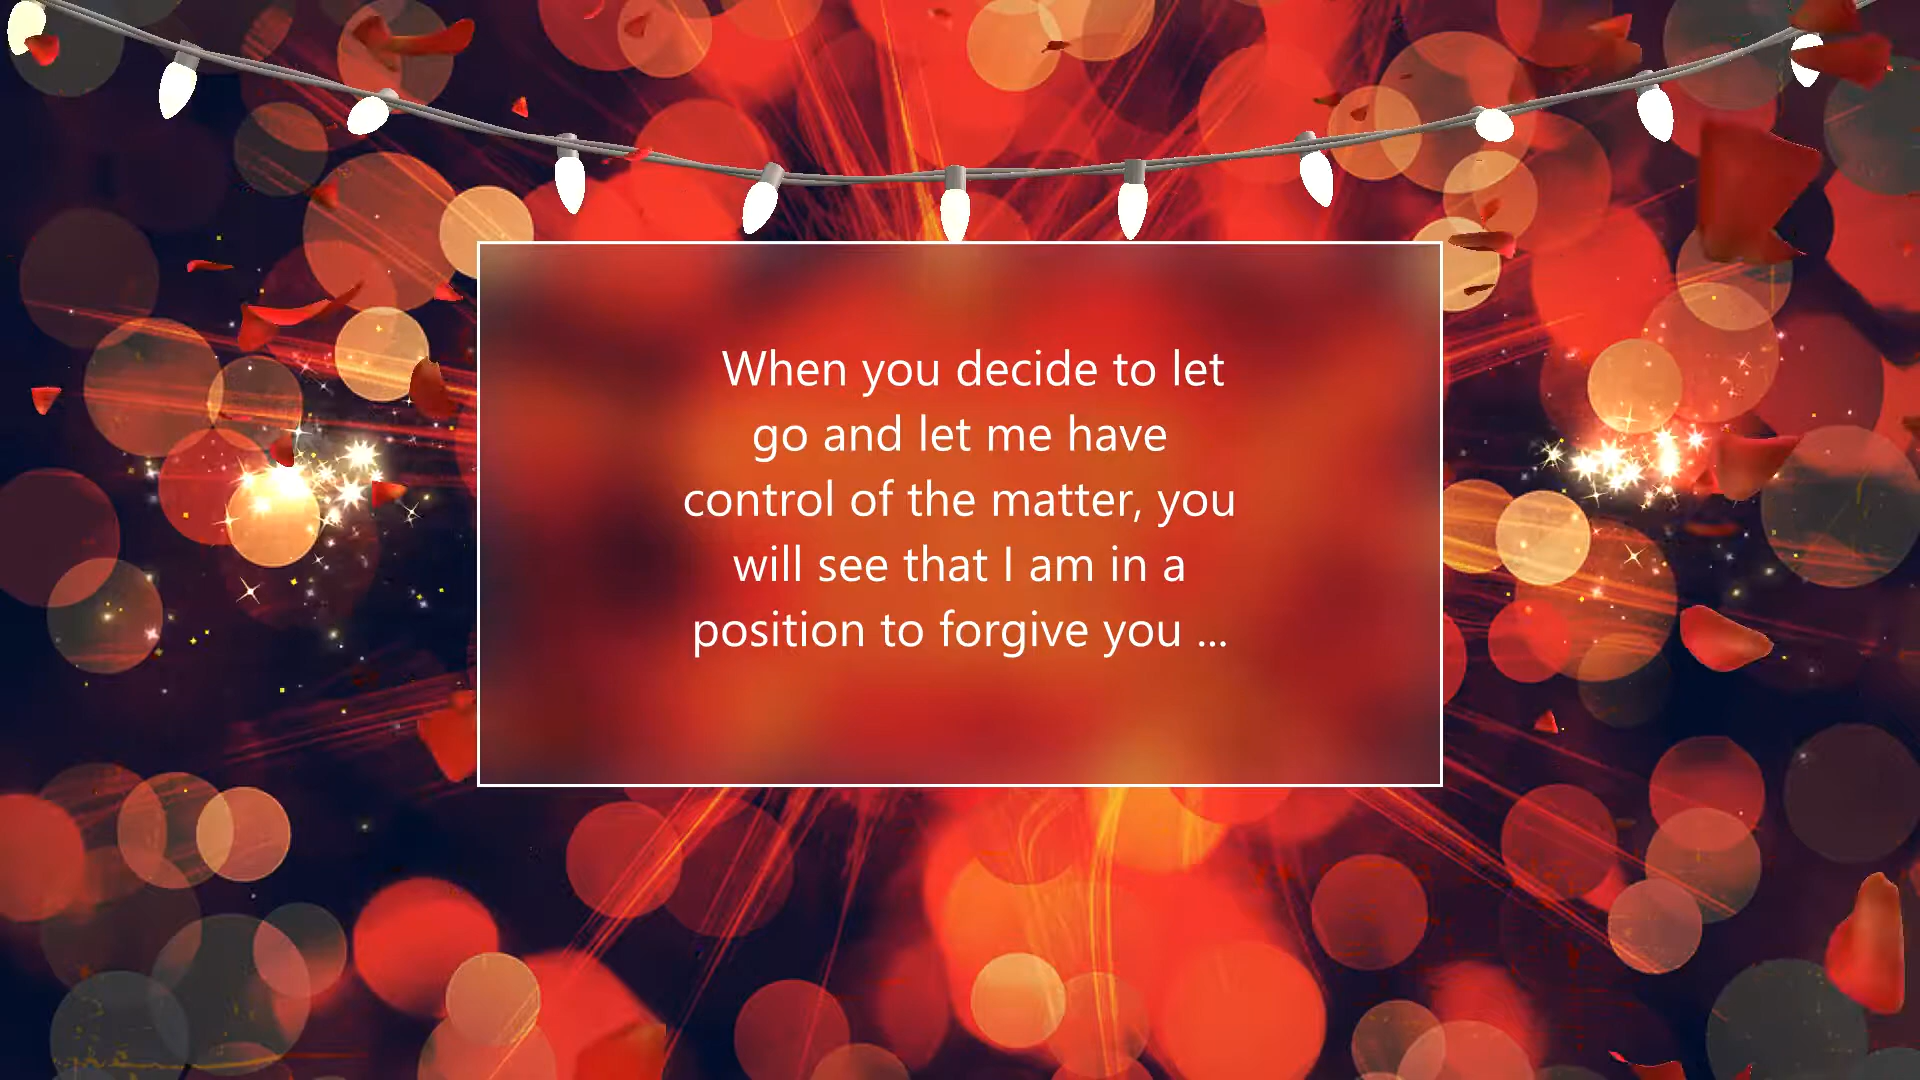 When you decide to let
go and let me have
control of the matter, you
will see that I am in a
position to forgive you ...